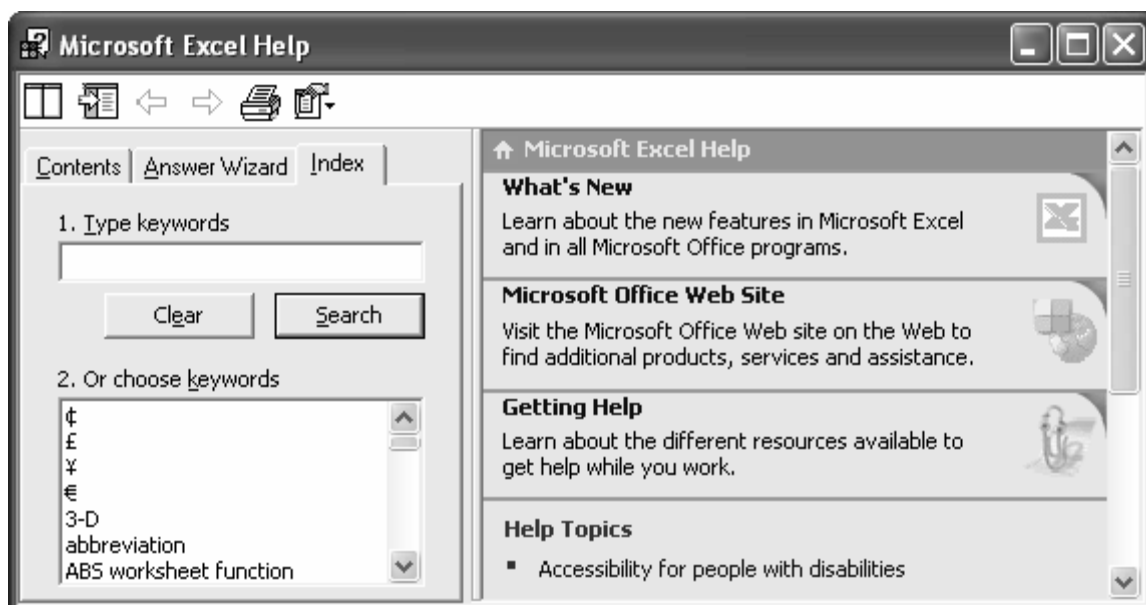 Microsoft Excel Help
Contents Answer Wizard Index
1. Type keywords
Clear Search
2. Or choose keywords
¢
£
¥
€
3-D
abbreviation
ABS worksheet function
Microsoft Excel Help
What's New
Learn about the new features in Microsoft Excel
and in all Microsoft Office programs.
Microsoft Office Web Site
Visit the Microsoft Office Web site on the Web to
find additional products, services and assistance.
Getting Help
Learn about the different resources available to
get help while you work.
Help Topics
▪ Accessibility for people with disabilities